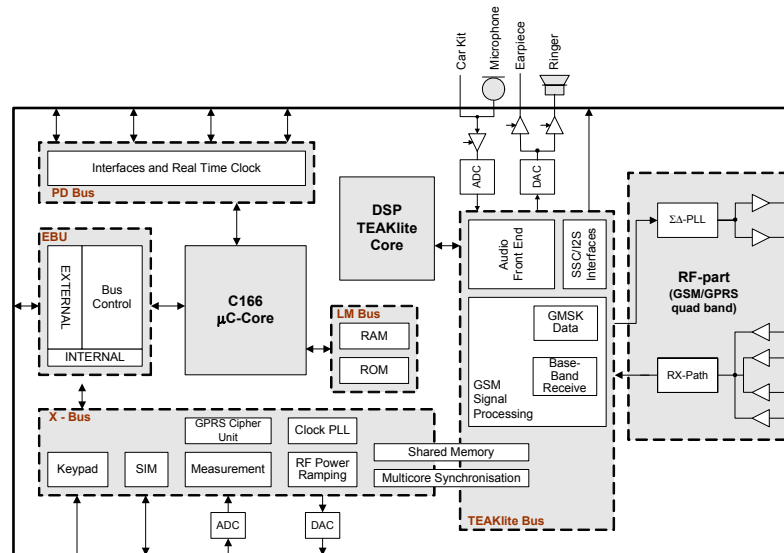 Car Kit
Microphone
Earpiece
Ringer
Interfaces and Real Time Clock
PD Bus
ADC
DAC
DSP
TEAKlite
Core
Audio
Front End
SSC/I2S
Interfaces
ΣΔ-PLL
RF-part
(GSM/GPRS
quad band)
EBU
EXTERNAL
Bus
Control
INTERNAL
C166
µC-Core
LM Bus
RAM
ROM
GMSK
Data
Base-
Band
Receive
GSM
Signal
Processing
RX-Path
X - Bus
GPRS Cipher
Unit
Clock PLL
Keypad
SIM
Measurement
RF Power
Ramping
Shared Memory
Multicore Synchronisation
TEAKlite Bus
ADC
DAC